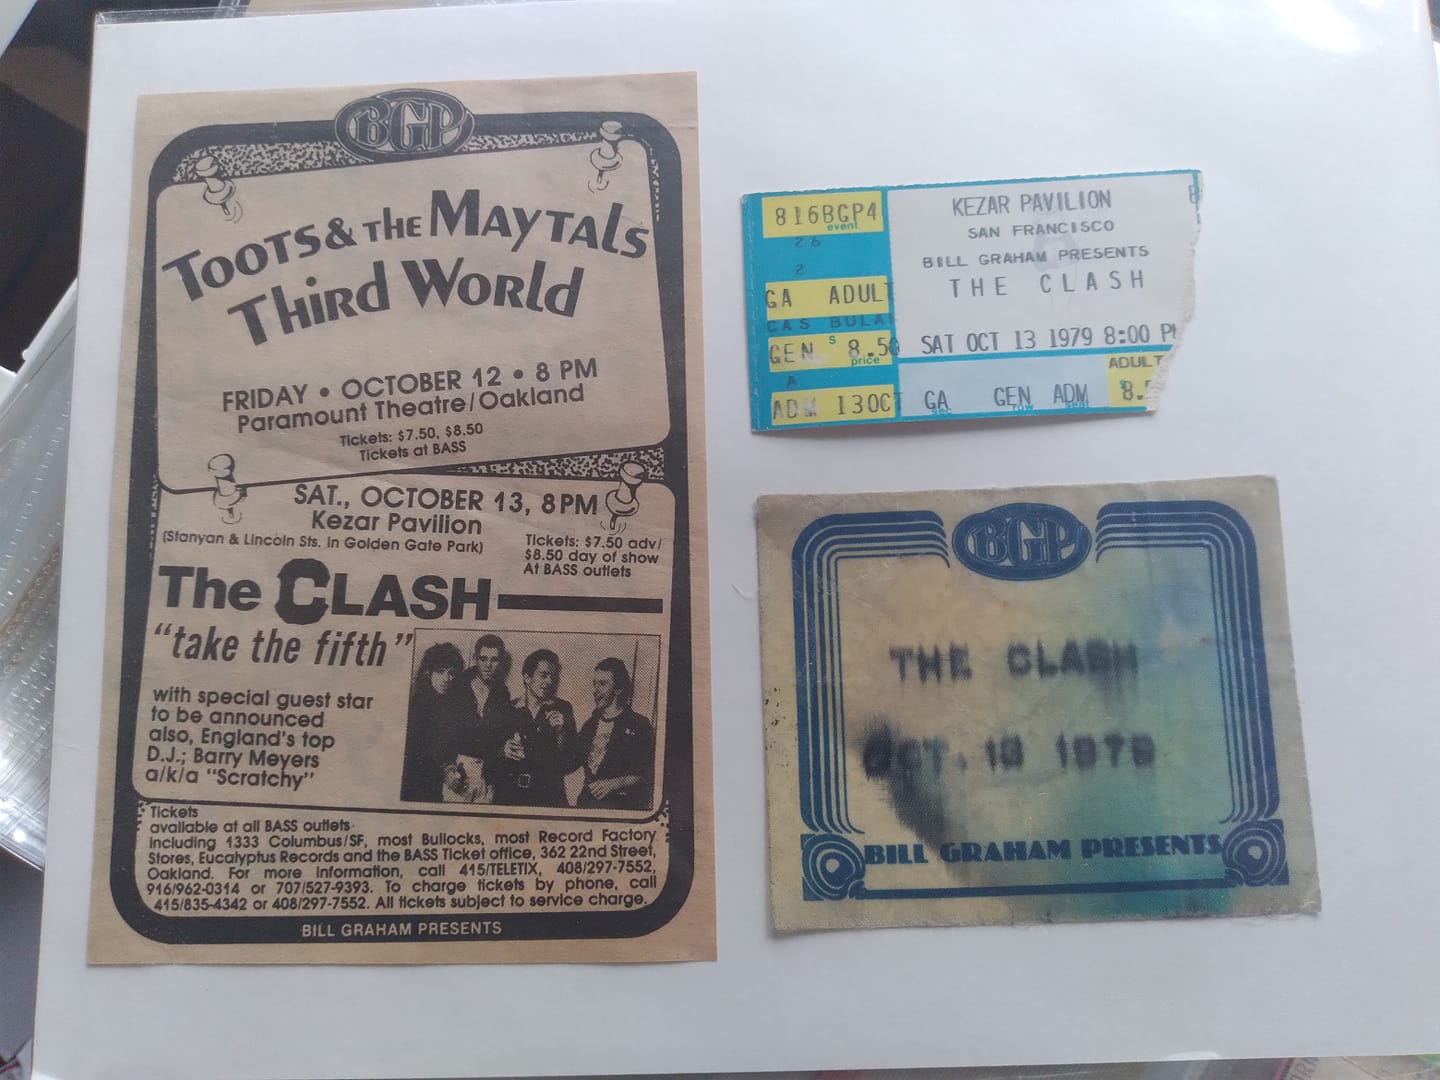 BGP
TOOTS & THE MAYTALS
THIRD WORLD
FRIDAY • OCTOBER 12 • 8 PM
Paramount Theatre/Oakland
Tickets: $7.50, $8.50
Tickets at BASS
SAT., OCTOBER 13, 8PM
Kezar Pavilion
(Stanyan & Lincoln Sts. in Golden Gate Park)
Tickets: $7.50 adv/
$8.50 day of show
At BASS outlets
The CLASH
"take the fifth"
with special guest star
to be announced
also, England's top
D.J.; Barry Meyers
a/k/a "Scratchy"
Tickets
available at all BASS outlets
including 1333 Columbus/SF, most Bullocks, most Record Factory
Stores, Eucalyptus Records and the BASS Ticket office, 362 22nd Street,
Oakland. For more information, call 415/TELETIX, 408/297-7552,
916/962-0314 or 707/527-9393. To charge tickets by phone, call
415/835-4342 or 408/297-7552. All tickets subject to service charge.
BILL GRAHAM PRESENTS
816BGP4
event
26
2
GA ADULT
CAS BULA
GEN $ 8.50
price
A
ADM 13OCT
KEZAR PAVILION
SAN FRANCISCO
BILL GRAHAM PRESENTS
THE CLASH
SAT OCT 13 1979 8:00 P
ADULT
GA GEN ADM $8.
sec row seat
BGP
THE CLASH
OCT. 13 1979
BILL GRAHAM PRESENTS